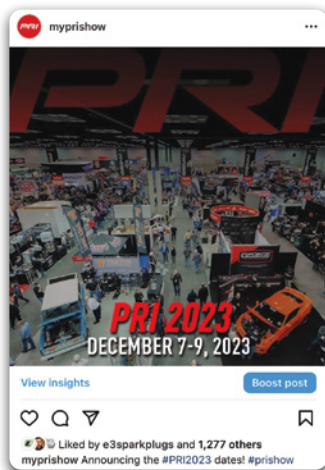 PRI myprishow
PRI
PRI 2023
DECEMBER 7-9, 2023
View insights Boost post
Liked by e3sparkplugs and 1,277 others
myprishow Announcing the #PRI2023 dates! #prishow